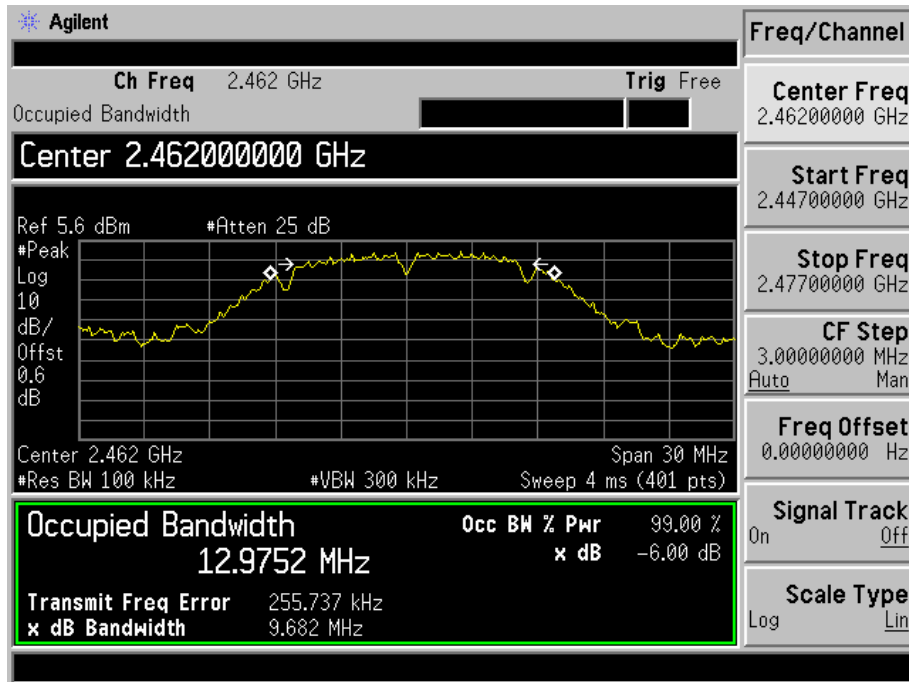 Agilent
Ch Freq 2.462 GHz Trig Free
Occupied Bandwidth
Center 2.462000000 GHz
Ref 5.6 dBm #Atten 25 dB
#Peak
Log
10
dB/
Offst
0.6
dB
Center 2.462 GHz Span 30 MHz
#Res BW 100 kHz #VBW 300 kHz Sweep 4 ms (401 pts)
Occupied Bandwidth Occ BW % Pwr 99.00 %
12.9752 MHz x dB -6.00 dB
Transmit Freq Error 255.737 kHz
x dB Bandwidth 9.682 MHz
Freq/Channel
Center Freq
2.46200000 GHz
Start Freq
2.44700000 GHz
Stop Freq
2.47700000 GHz
CF Step
3.00000000 MHz
Auto Man
Freq Offset
0.00000000 Hz
Signal Track
On Off
Scale Type
Log Lin